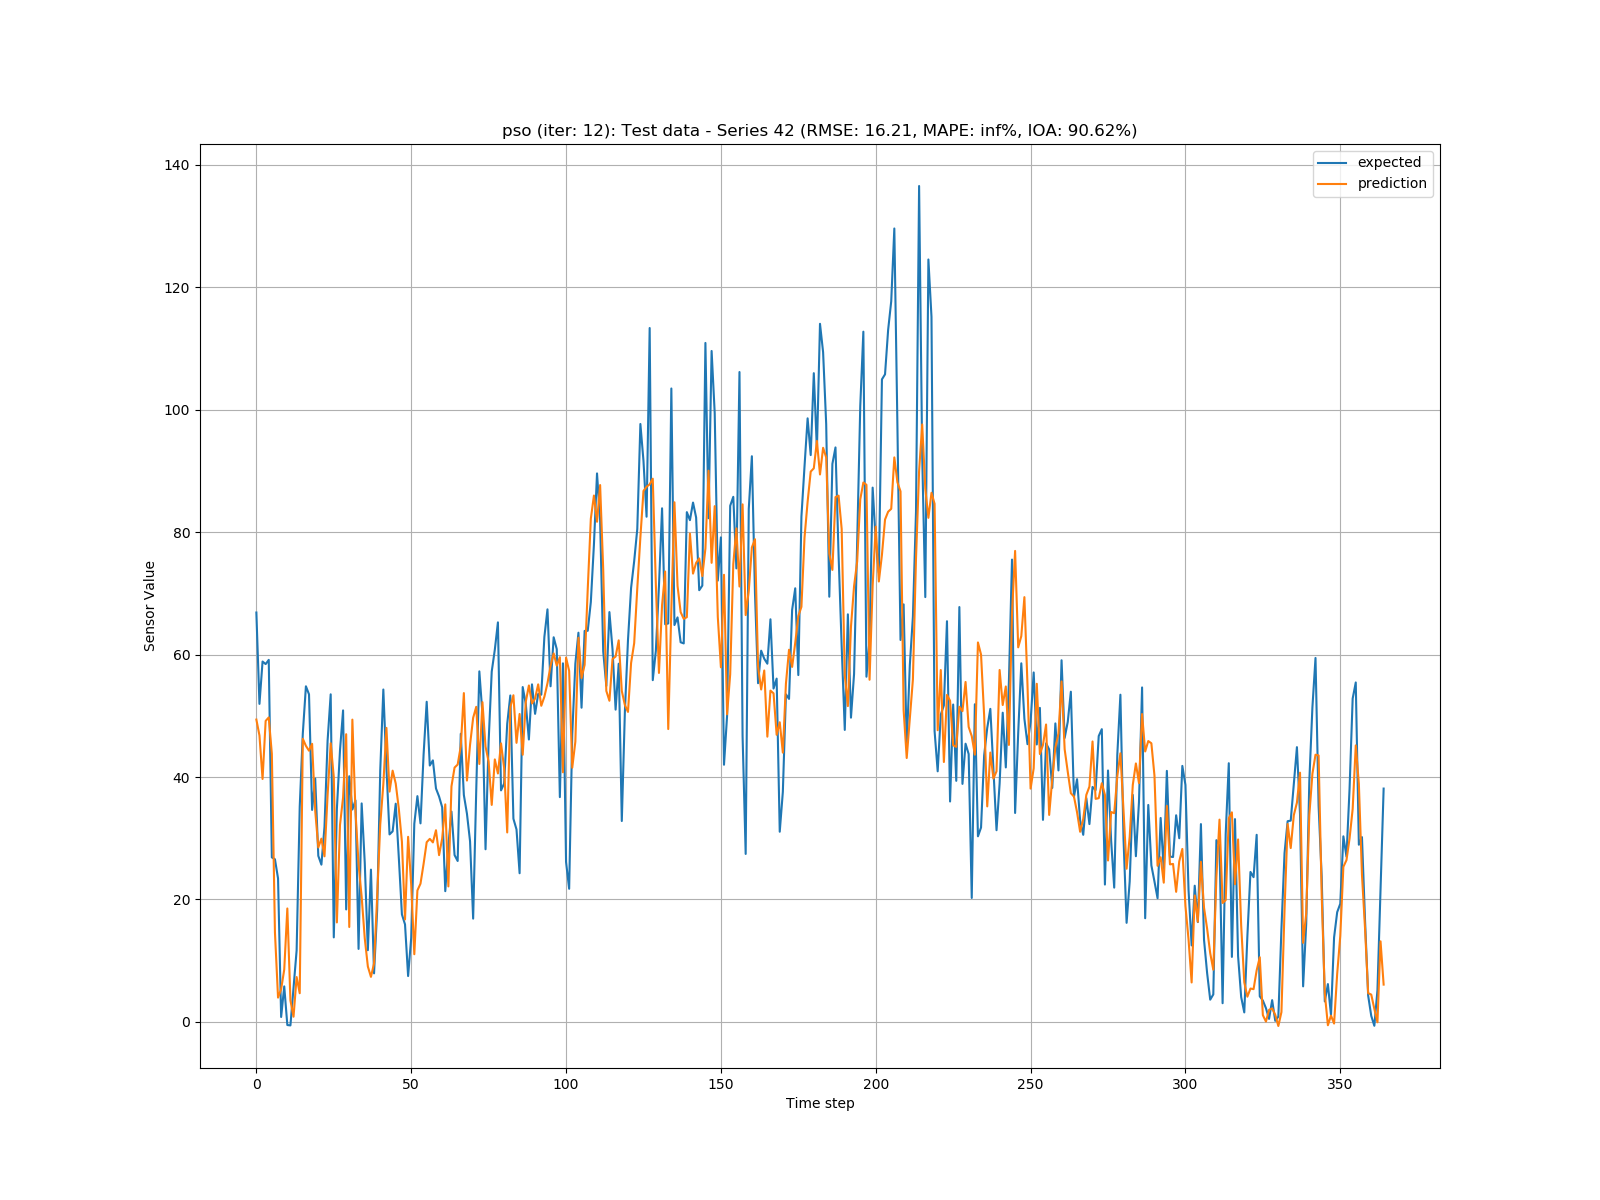 pso (iter: 12): Test data - Series 42 (RMSE: 16.21, MAPE: inf%, IOA: 90.62%)
expected
prediction
140
120
100
80
60
40
20
0
Sensor Value
0 50 100 150 200 250 300 350
Time step